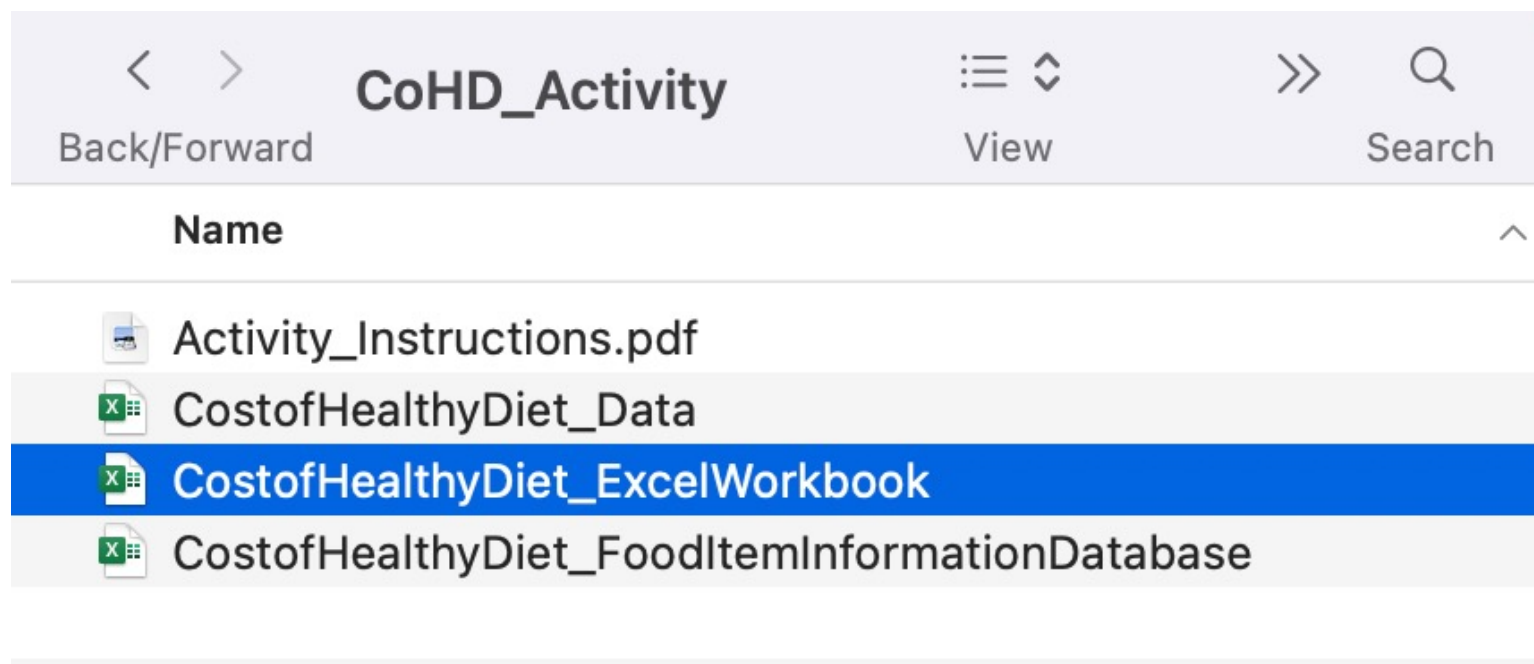 CoHD_Activity
Back/Forward View Search
Name
Activity_Instructions.pdf
CostofHealthyDiet_Data
CostofHealthyDiet_ExcelWorkbook
CostofHealthyDiet_FoodItemInformationDatabase